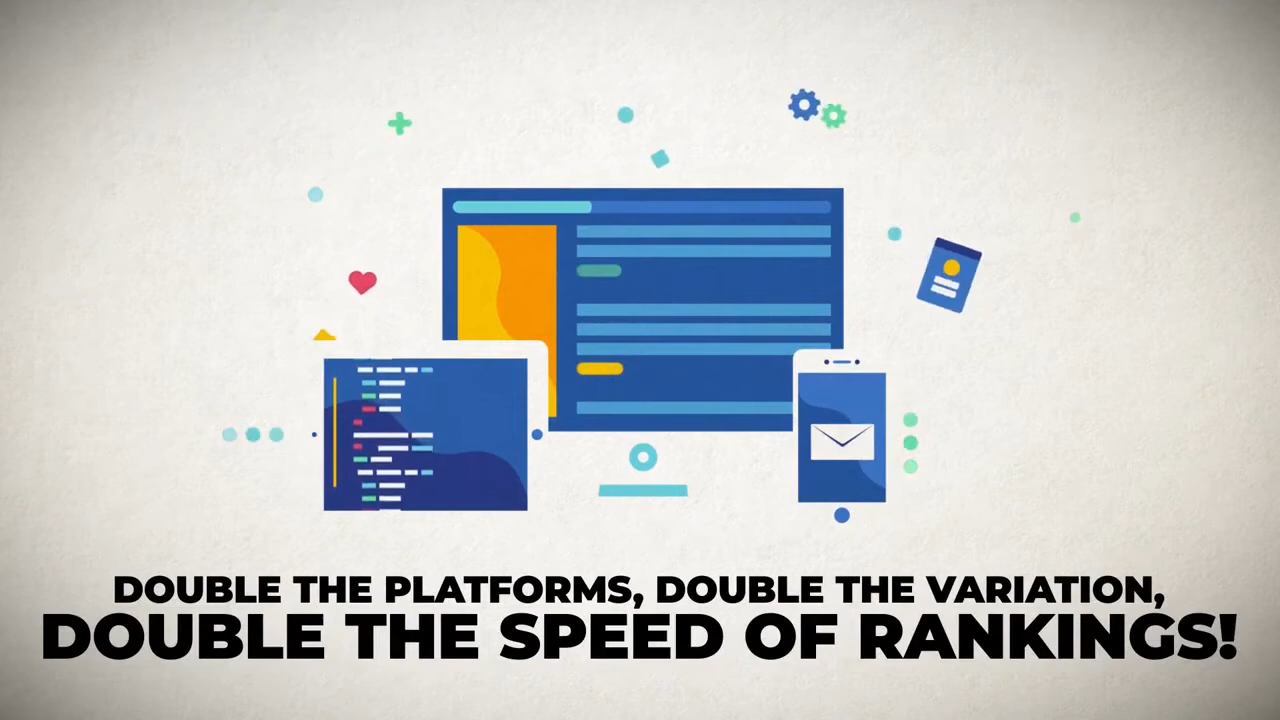 DOUBLE THE PLATFORMS, DOUBLE THE VARIATION,
DOUBLE THE SPEED OF RANKINGS!